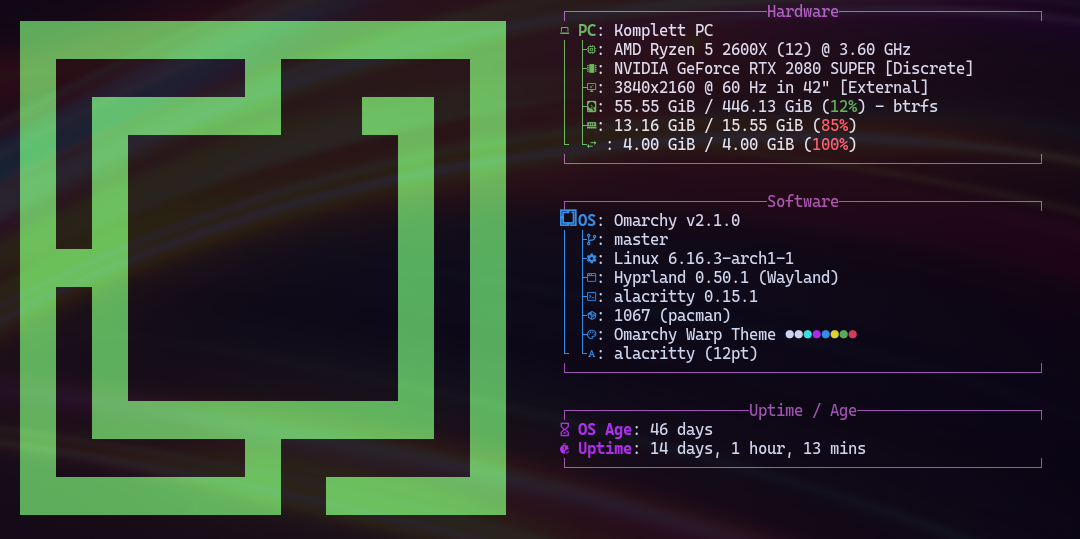 Hardware
PC: Komplett PC
: AMD Ryzen 5 2600X (12) @ 3.60 GHz
: NVIDIA GeForce RTX 2080 SUPER [Discrete]
: 3840x2160 @ 60 Hz in 42" [External]
: 55.55 GiB / 446.13 GiB (12%) - btrfs
: 13.16 GiB / 15.55 GiB (85%)
: 4.00 GiB / 4.00 GiB (100%)
Software
OS: Omarchy v2.1.0
: master
: Linux 6.16.3-arch1-1
: Hyprland 0.50.1 (Wayland)
: alacritty 0.15.1
: 1067 (pacman)
: Omarchy Warp Theme
: alacritty (12pt)
Uptime / Age
OS Age: 46 days
Uptime: 14 days, 1 hour, 13 mins